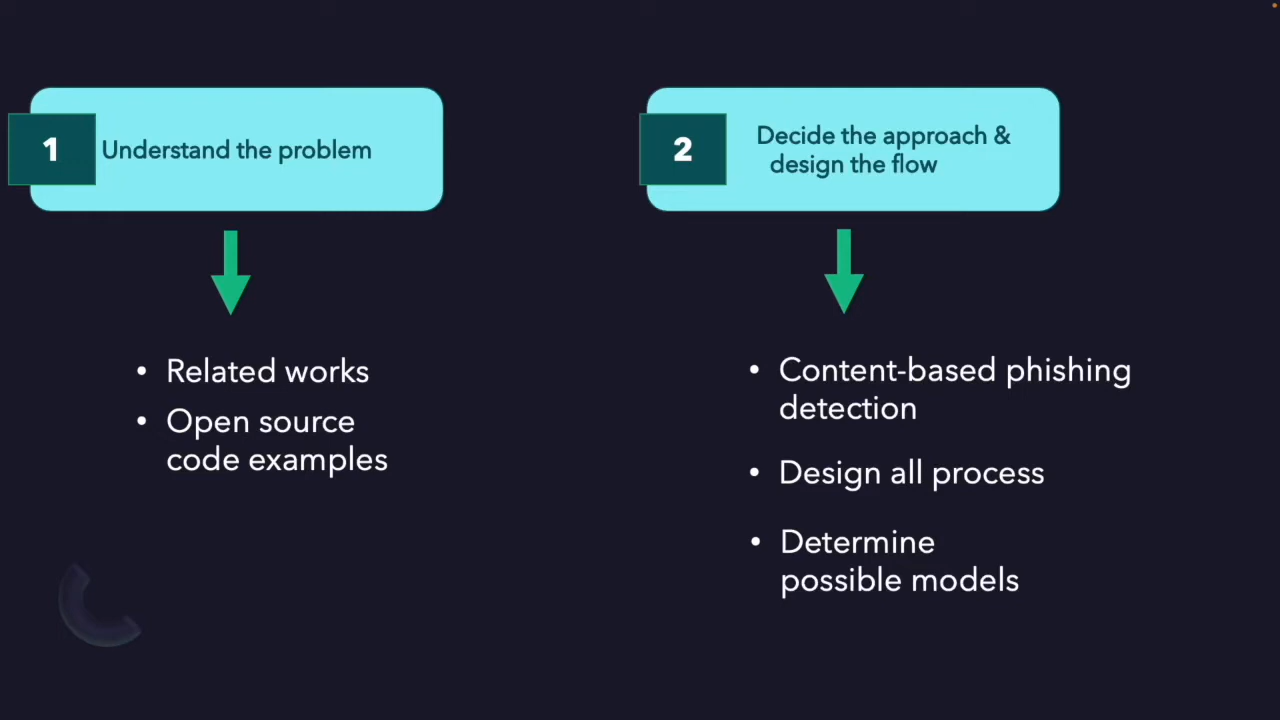 1
Understand the problem
• Related works
• Open source
code examples
2
Decide the approach &
design the flow
• Content-based phishing
detection
• Design all process
• Determine
possible models